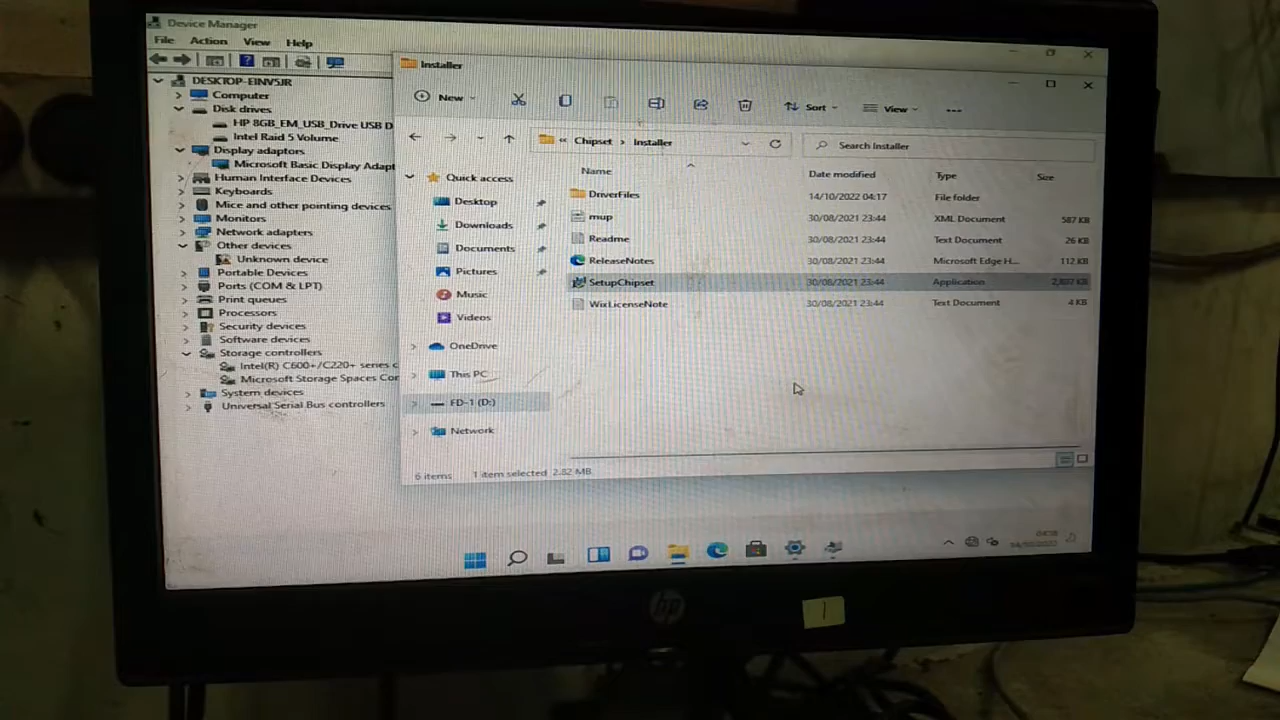 Device Manager
File Action View Help
DESKTOP-EINV5JR
Computer
Disk drives
HP 8GB_EM_USB_Drive USB D
Intel Raid 5 Volume
Display adaptors
Microsoft Basic Display Adapt
Human Interface Devices
Keyboards
Mice and other pointing devices
Monitors
Network adapters
Other devices
Unknown device
Portable Devices
Ports (COM & LPT)
Print queues
Processors
Security devices
Software devices
Storage controllers
Intel(R) C600+/C220+ series c
Microsoft Storage Spaces Con
System devices
Universal Serial Bus controllers
Installer
New Sort View ...
« Chipset > Installer
Search Installer
Quick access
Desktop
Downloads
Documents
Pictures
Music
Videos
OneDrive
This PC
FD-1 (D:)
Network
Name Date modified Type Size
DriverFiles 14/10/2022 04:17 File folder
mup 30/08/2021 23:44 XML Document 587 KB
Readme 30/08/2021 23:44 Text Document 26 KB
ReleaseNotes 30/08/2021 23:44 Microsoft Edge H... 112 KB
SetupChipset 30/08/2021 23:44 Application 2,897 KB
WixLicenseNote 30/08/2021 23:44 Text Document 4 KB
6 items 1 item selected 2.82 MB
hp
1